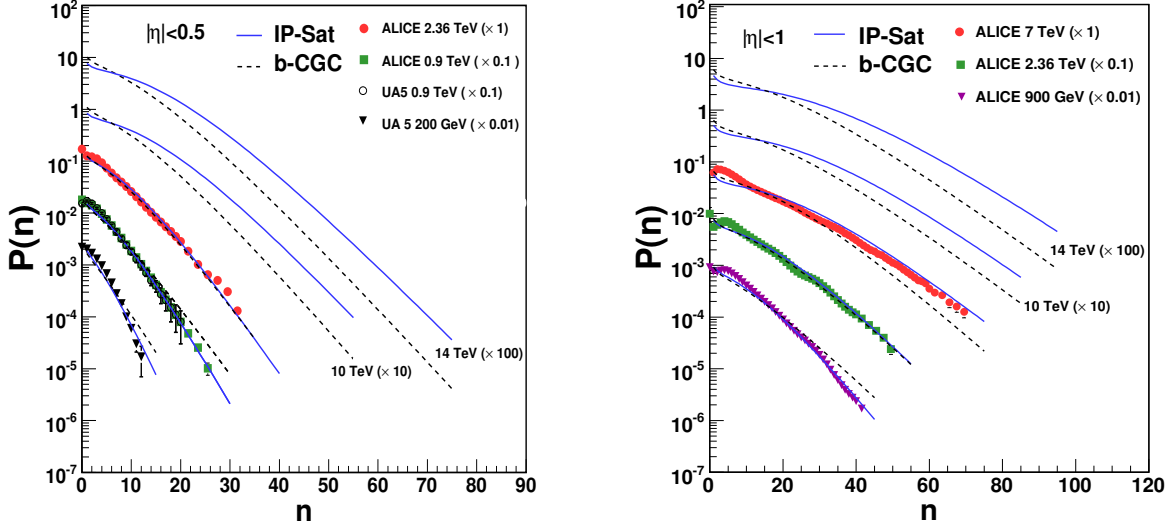 |η|<0.5
IP-Sat
b-CGC
ALICE 2.36 TeV (× 1)
ALICE 0.9 TeV (× 0.1 )
UA5 0.9 TeV (× 0.1)
UA 5 200 GeV (× 0.01)
10²
10
1
10⁻¹
10⁻²
10⁻³
10⁻⁴
10⁻⁵
10⁻⁶
10⁻⁷
P(n)
14 TeV (× 100)
10 TeV (× 10)
0 10 20 30 40 50 60 70 80 90
n
|η|<1
IP-Sat
b-CGC
ALICE 7 TeV (× 1)
ALICE 2.36 TeV (× 0.1)
ALICE 900 GeV (× 0.01)
10²
10
1
10⁻¹
10⁻²
10⁻³
10⁻⁴
10⁻⁵
10⁻⁶
10⁻⁷
P(n)
14 TeV (× 100)
10 TeV (× 10)
0 20 40 60 80 100 120
n